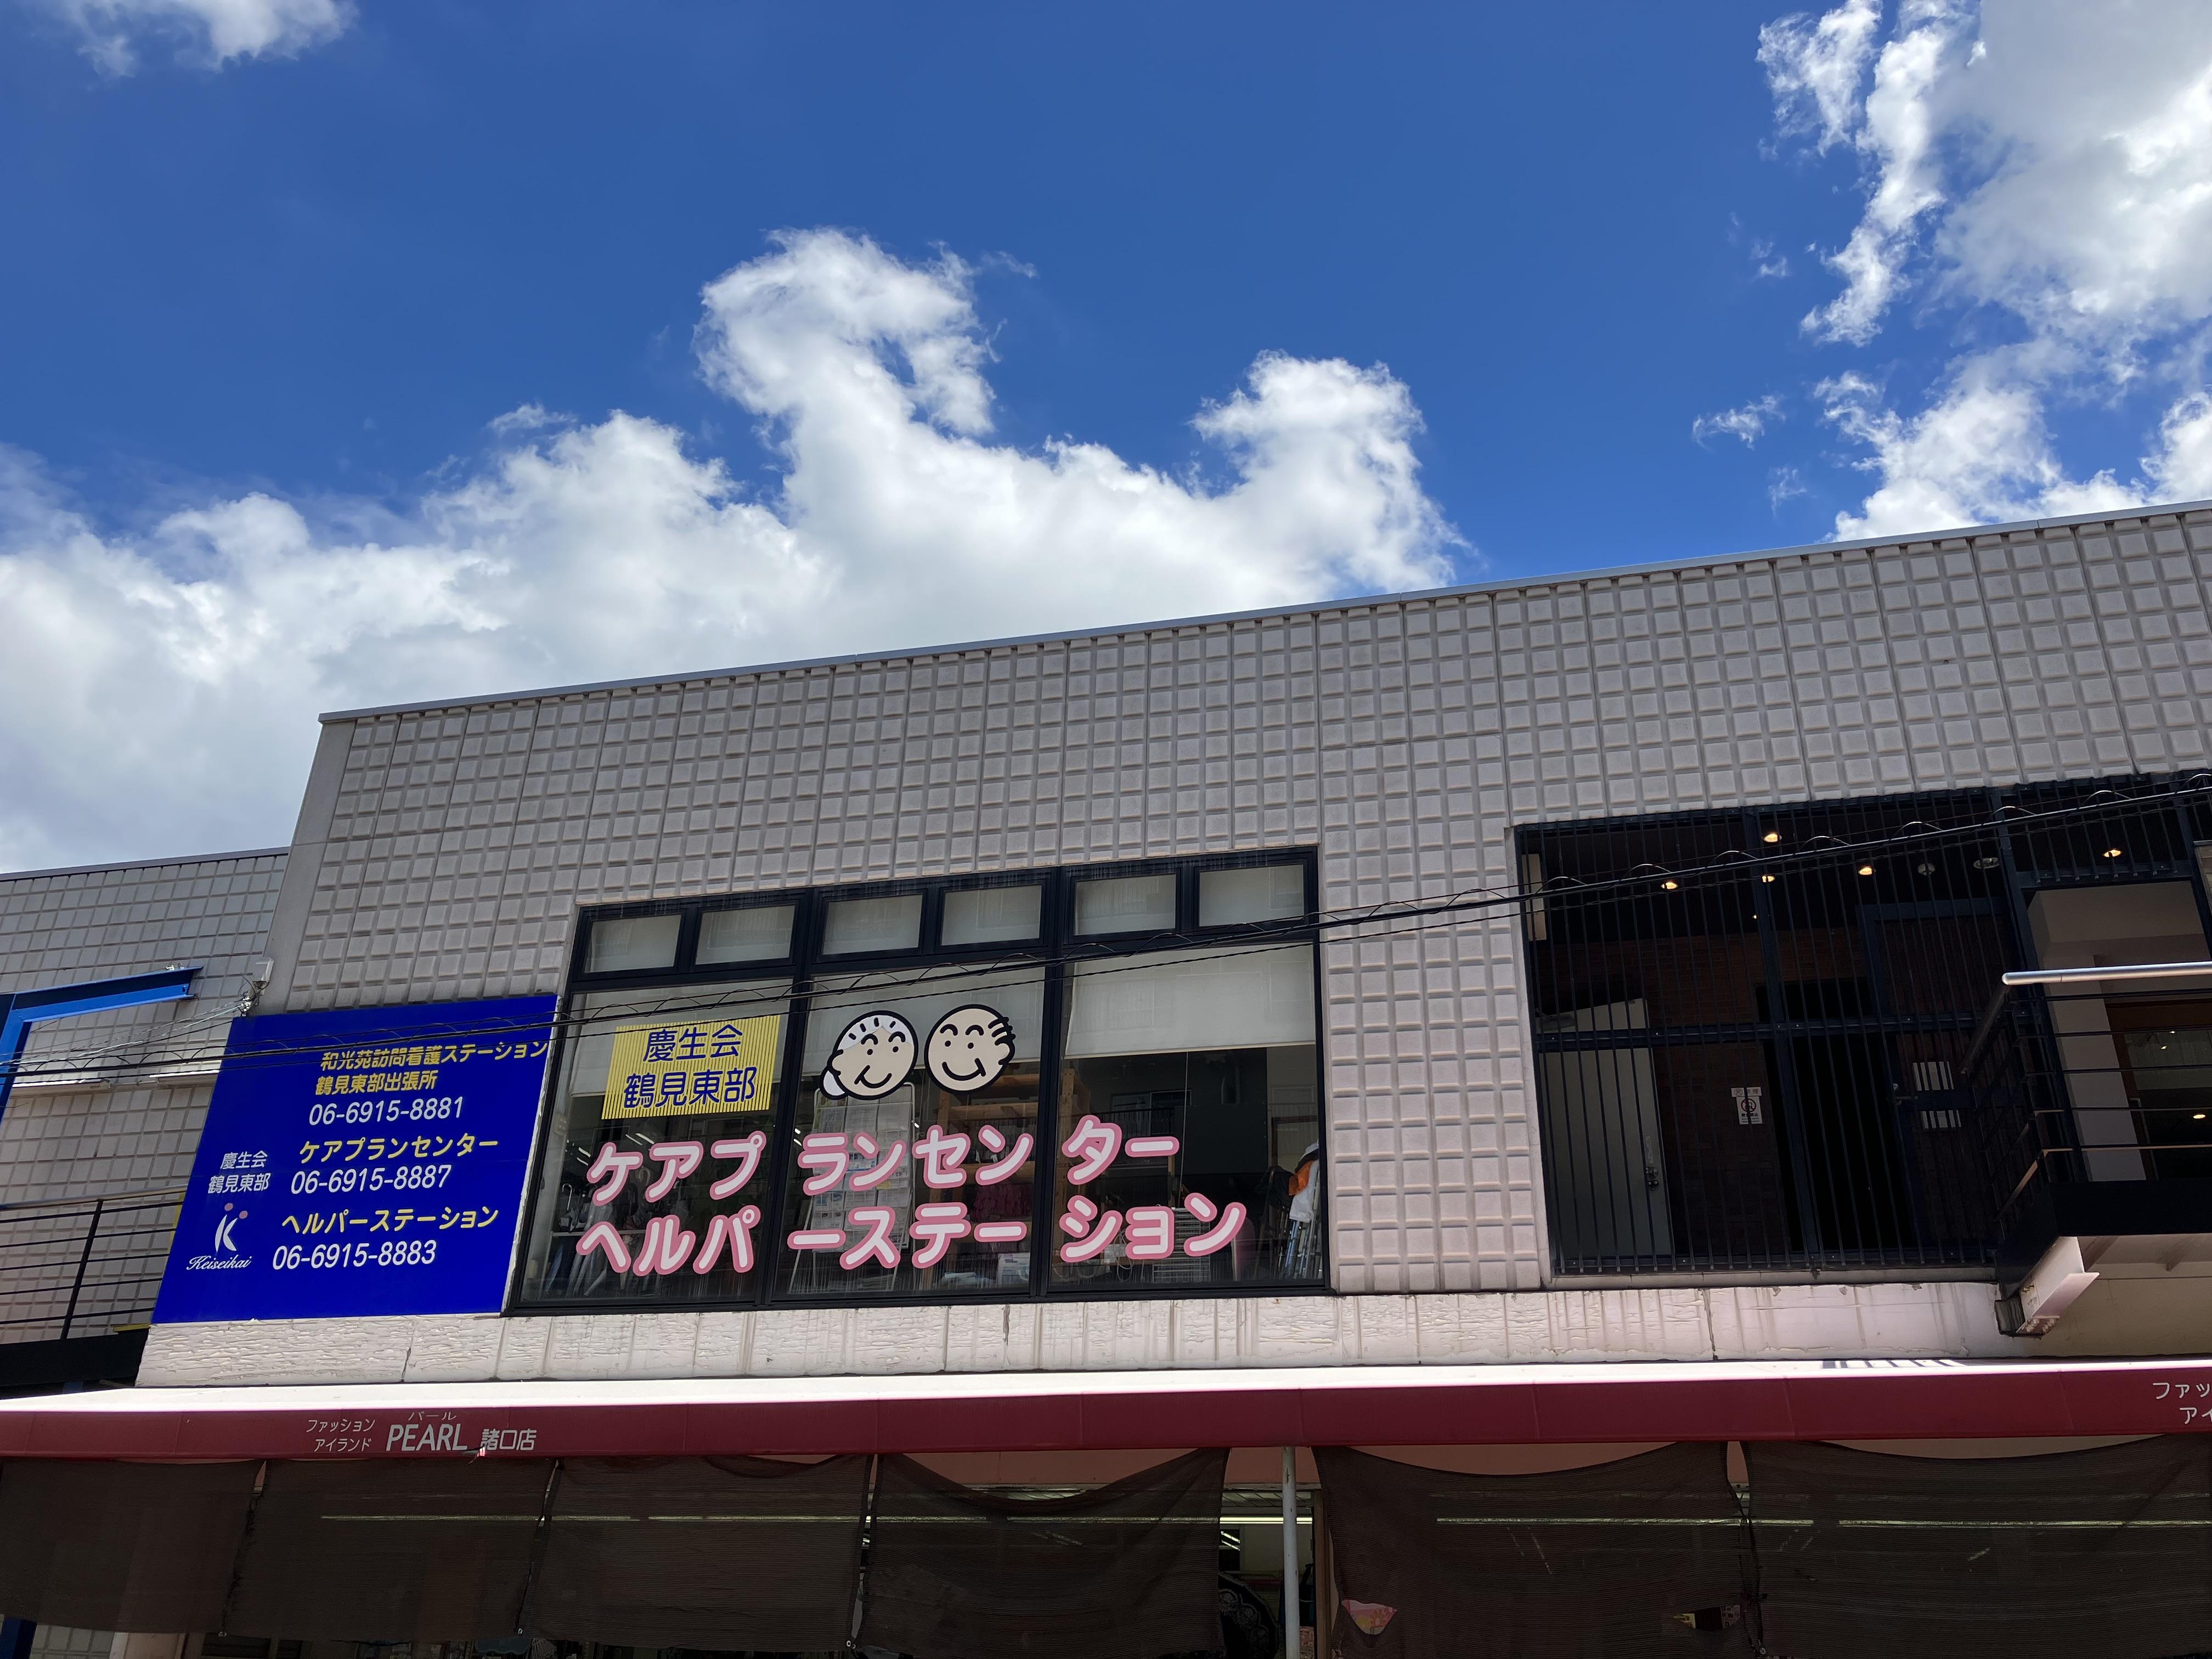 和光苑訪問看護ステーション
鶴見東部出張所
06-6915-8881
ケアプランセンター
06-6915-8887
ヘルパーステーション
06-6915-8883
慶生会
鶴見東部
Keiseikai
慶生会
鶴見東部
ケアプランセンター
ヘルパーステーション
ファッション
アイランド
パール
PEARL 諸口店
ファッ
アイ